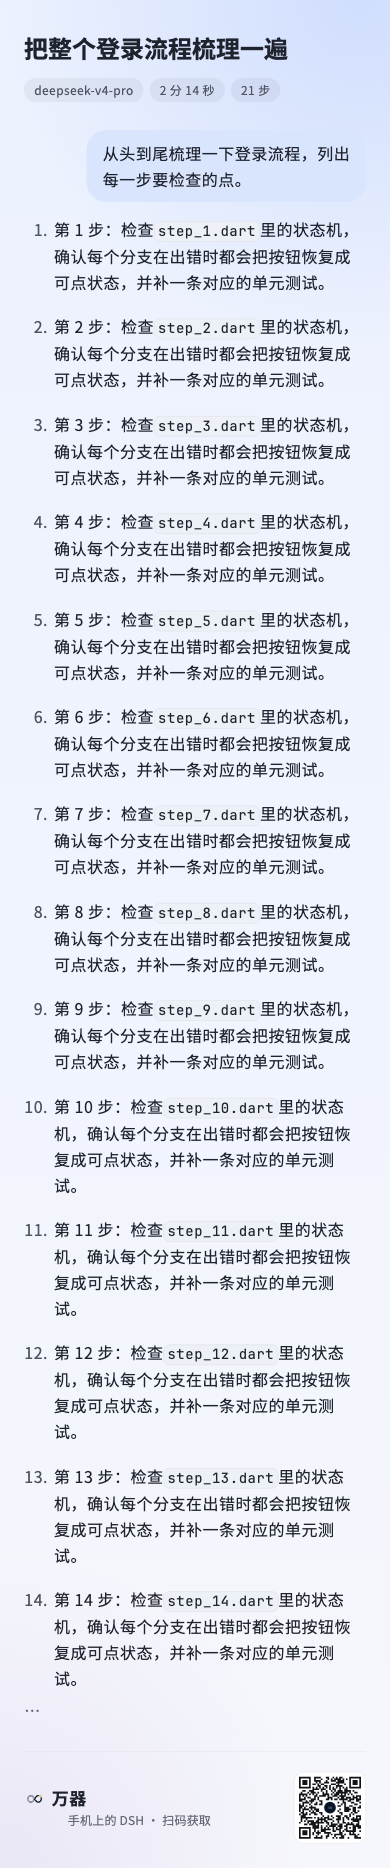 把整个登录流程梳理一遍
deepseek-v4-pro 2 分 14 秒 21 步
从头到尾梳理一下登录流程，列出
每一步要检查的点。
1. 第 1 步：检查 step_1.dart 里的状态机，
确认每个分支在出错时都会把按钮恢复成
可点状态，并补一条对应的单元测试。
2. 第 2 步：检查 step_2.dart 里的状态机，
确认每个分支在出错时都会把按钮恢复成
可点状态，并补一条对应的单元测试。
3. 第 3 步：检查 step_3.dart 里的状态机，
确认每个分支在出错时都会把按钮恢复成
可点状态，并补一条对应的单元测试。
4. 第 4 步：检查 step_4.dart 里的状态机，
确认每个分支在出错时都会把按钮恢复成
可点状态，并补一条对应的单元测试。
5. 第 5 步：检查 step_5.dart 里的状态机，
确认每个分支在出错时都会把按钮恢复成
可点状态，并补一条对应的单元测试。
6. 第 6 步：检查 step_6.dart 里的状态机，
确认每个分支在出错时都会把按钮恢复成
可点状态，并补一条对应的单元测试。
7. 第 7 步：检查 step_7.dart 里的状态机，
确认每个分支在出错时都会把按钮恢复成
可点状态，并补一条对应的单元测试。
8. 第 8 步：检查 step_8.dart 里的状态机，
确认每个分支在出错时都会把按钮恢复成
可点状态，并补一条对应的单元测试。
9. 第 9 步：检查 step_9.dart 里的状态机，
确认每个分支在出错时都会把按钮恢复成
可点状态，并补一条对应的单元测试。
10. 第 10 步：检查 step_10.dart 里的状态
机，确认每个分支在出错时都会把按钮恢
复成可点状态，并补一条对应的单元测
试。
11. 第 11 步：检查 step_11.dart 里的状态
机，确认每个分支在出错时都会把按钮恢
复成可点状态，并补一条对应的单元测
试。
12. 第 12 步：检查 step_12.dart 里的状态
机，确认每个分支在出错时都会把按钮恢
复成可点状态，并补一条对应的单元测
试。
13. 第 13 步：检查 step_13.dart 里的状态
机，确认每个分支在出错时都会把按钮恢
复成可点状态，并补一条对应的单元测
试。
14. 第 14 步：检查 step_14.dart 里的状态
机，确认每个分支在出错时都会把按钮恢
复成可点状态，并补一条对应的单元测
试。
…
万器
手机上的 DSH · 扫码获取